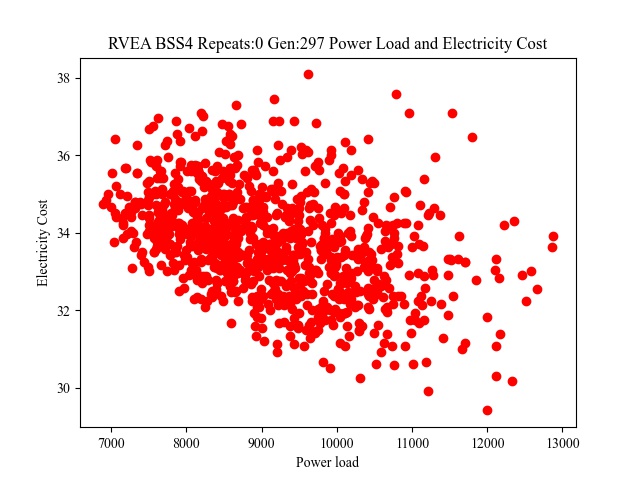 RVEA BSS4 Repeats:0 Gen:297 Power Load and Electricity Cost
38
36
34
32
30
Electricity Cost
7000 8000 9000 10000 11000 12000 13000
Power load